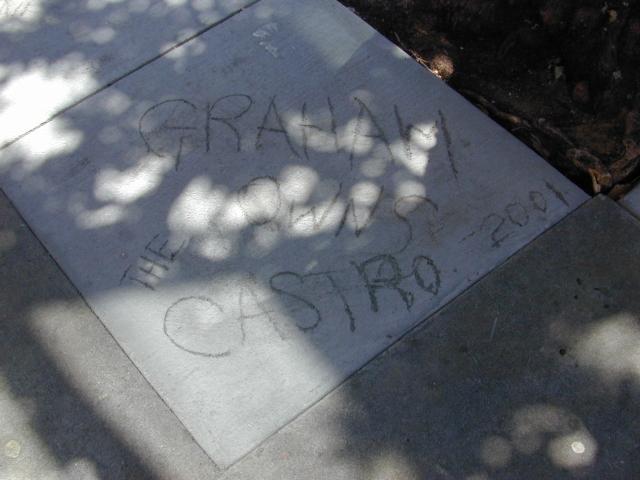 GRAHAM
OWNS
THE
CASTRO
2001